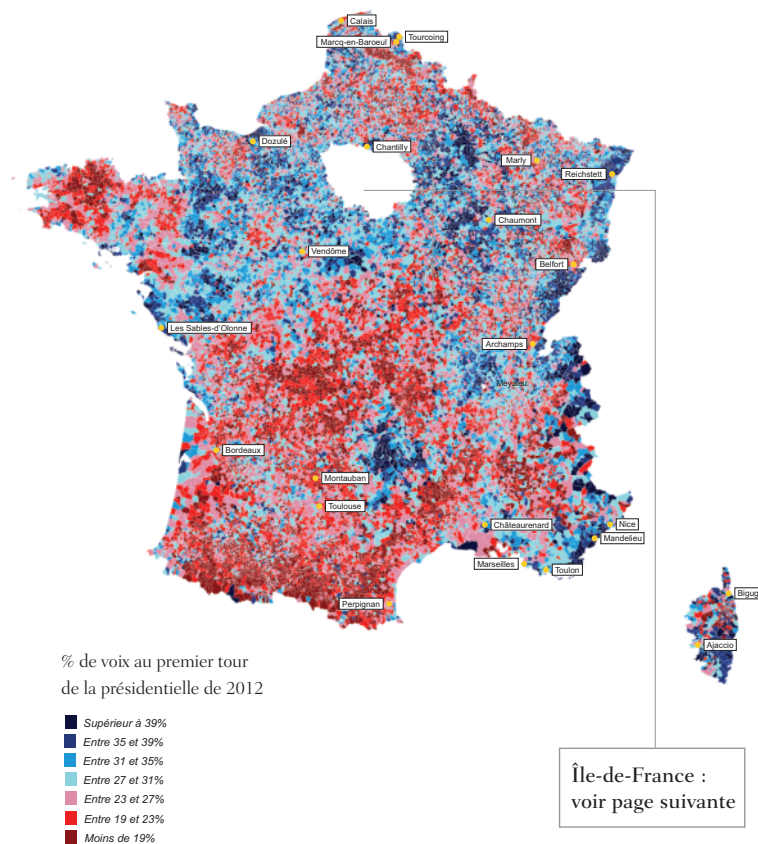 Calais
Tourcoing
Marcq-en-Baroeul
Dozulé
Chantilly
Marly
Reichstett
Chaumont
Vendôme
Belfort
Les Sables-d'Olonne
Archamps
Meyzieu
Bordeaux
Montauban
Toulouse
Châteaurenard
Nice
Mandelieu
Marseilles
Toulon
Perpignan
Bigug
Ajaccio
% de voix au premier tour
de la présidentielle de 2012
Supérieur à 39%
Entre 35 et 39%
Entre 31 et 35%
Entre 27 et 31%
Entre 23 et 27%
Entre 19 et 23%
Moins de 19%
Île-de-France :
voir page suivante